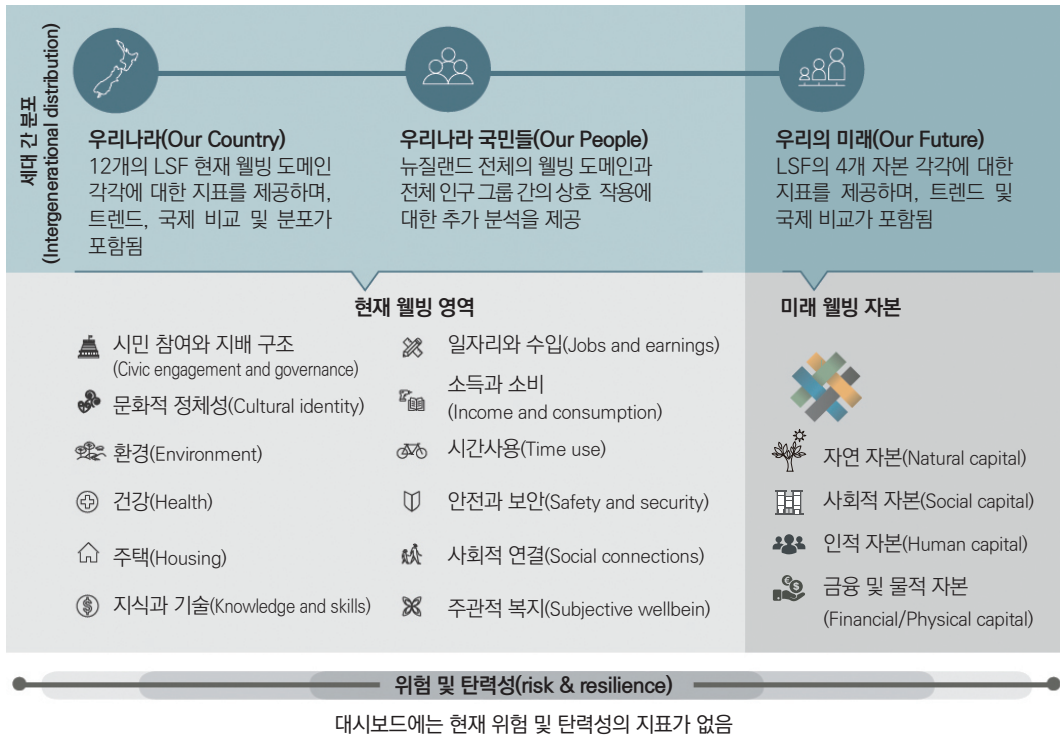 세대 간 분포
(Intergenerational distribution)
우리나라(Our Country)
12개의 LSF 현재 웰빙 도메인
각각에 대한 지표를 제공하며,
트렌드, 국제 비교 및 분포가
포함됨
우리나라 국민들(Our People)
뉴질랜드 전체의 웰빙 도메인과
전체 인구 그룹 간의 상호 작용에
대한 추가 분석을 제공
우리의 미래(Our Future)
LSF의 4개 자본 각각에 대한
지표를 제공하며, 트렌드 및
국제 비교가 포함됨
현재 웰빙 영역
시민 참여와 지배 구조
(Civic engagement and governance)
문화적 정체성(Cultural identity)
환경(Environment)
건강(Health)
주택(Housing)
지식과 기술(Knowledge and skills)
일자리와 수입(Jobs and earnings)
소득과 소비
(Income and consumption)
시간사용(Time use)
안전과 보안(Safety and security)
사회적 연결(Social connections)
주관적 복지(Subjective wellbein)
미래 웰빙 자본
자연 자본(Natural capital)
사회적 자본(Social capital)
인적 자본(Human capital)
금융 및 물적 자본
(Financial/Physical capital)
위험 및 탄력성(risk & resilience)
대시보드에는 현재 위험 및 탄력성의 지표가 없음